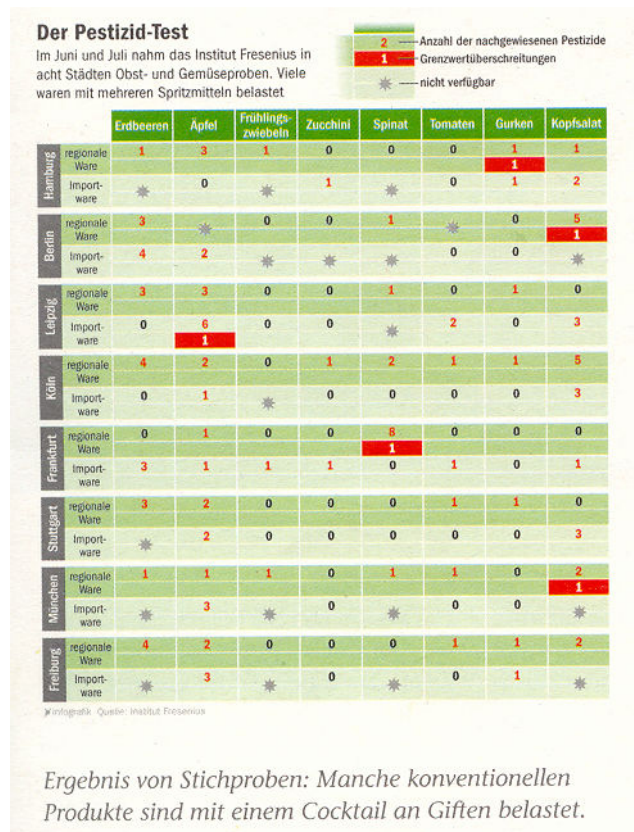 Der Pestizid-Test
Im Juni und Juli nahm das Institut Fresenius in
acht Städten Obst- und Gemüseproben. Viele
waren mit mehreren Spritzmitteln belastet
2 Anzahl der nachgewiesenen Pestizide
1 Grenzwertüberschreitungen
nicht verfügbar
Erdbeeren Äpfel Frühlings-zwiebeln Zucchini Spinat Tomaten Gurken Kopfsalat
Hamburg
regionale 1 3 1 0 0 0 1 1
Ware 1
Import- 0 1 0 1 2
ware
Berlin
regionale 3 0 0 1 0 5
Ware 1
Import- 4 2 0 0
ware
Leipzig
regionale 3 3 0 0 1 0 1 0
Ware
Import- 0 6 0 0 2 0 3
ware 1
Köln
regionale 4 2 0 1 2 1 1 5
Ware
Import- 0 1 0 0 0 0 3
ware
Frankfurt
regionale 0 1 0 0 8 0 0 0
Ware 1
Import- 3 1 1 1 0 1 0 1
ware
Stuttgart
regionale 3 2 0 0 0 1 1 0
Ware
Import- 2 0 0 0 0 0 3
ware
München
regionale 1 1 1 0 1 1 0 2
Ware 1
Import- 3 0 0 0
ware
Freiburg
regionale 4 2 0 0 0 1 1 2
Ware
Import- 3 0 0 1
ware
infografik Quelle: Institut Fresenius
Ergebnis von Stichproben: Manche konventionellen
Produkte sind mit einem Cocktail an Giften belastet.